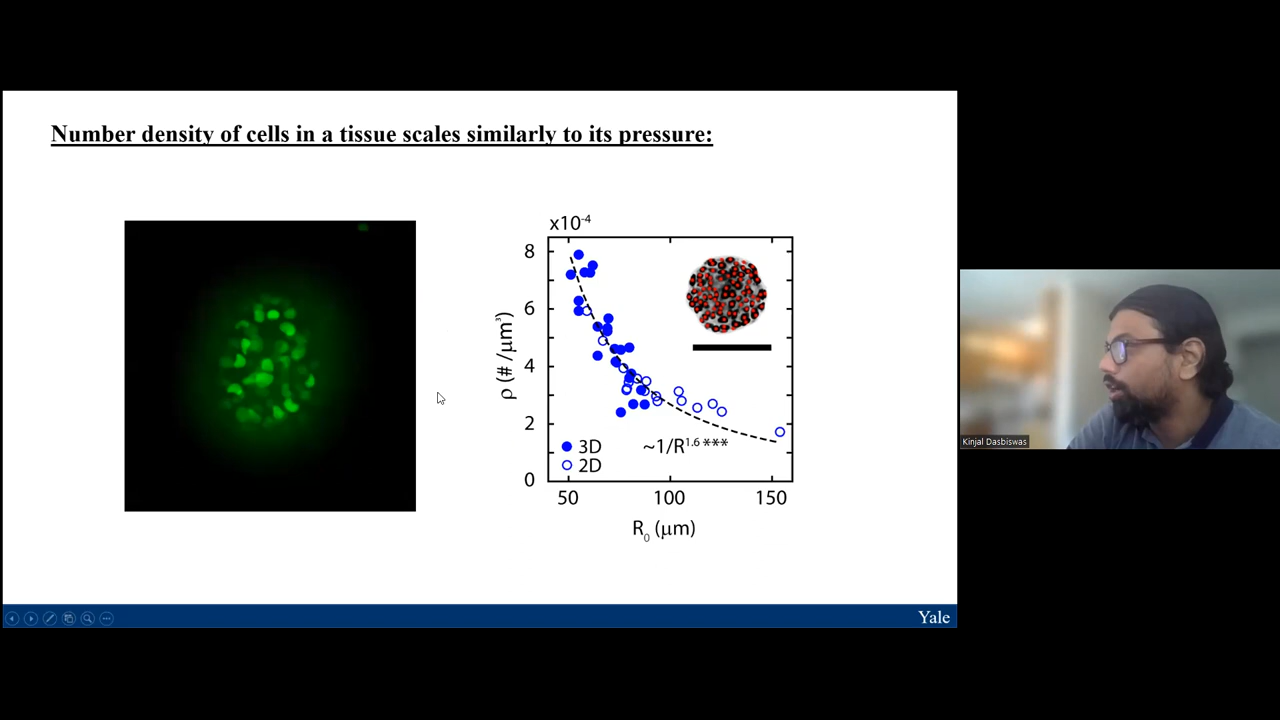 Number density of cells in a tissue scales similarly to its pressure:
x10⁻⁴
8
6
4
2
0
ρ (# /μm³)
3D
2D
~1/R¹·⁶ ***
50 100 150
R₀ (μm)
Kinjal Dasbiswas
Yale